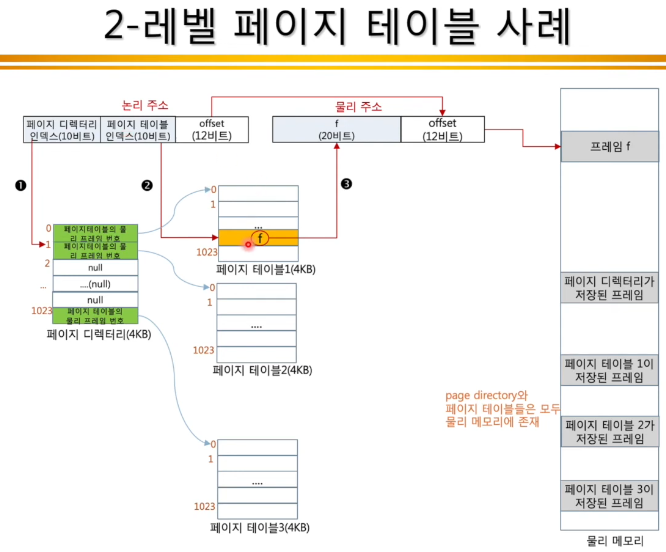 2-레벨 페이지 테이블 사례
논리 주소
물리 주소
페이지 디렉터리
인덱스(10비트)
페이지 테이블
인덱스(10비트)
offset
(12비트)
f
(20비트)
offset
(12비트)
프레임 f
❶
❷
❸
0
페이지테이블의 물
리 프레임 번호
1
페이지테이블의 물
리 프레임 번호
2
null
...
....(null)
null
1023
페이지 테이블의
물리 프레임 번호
페이지 디렉터리(4KB)
0
1
...
f
1023
페이지 테이블1(4KB)
0
1
....
1023
페이지 테이블2(4KB)
0
1
....
1023
페이지 테이블3(4KB)
page directory와
페이지 테이블들은 모두
물리 메모리에 존재
페이지 디렉터리가
저장된 프레임
페이지 테이블 1이
저장된 프레임
페이지 테이블 2가
저장된 프레임
페이지 테이블 3이
저장된 프레임
물리 메모리